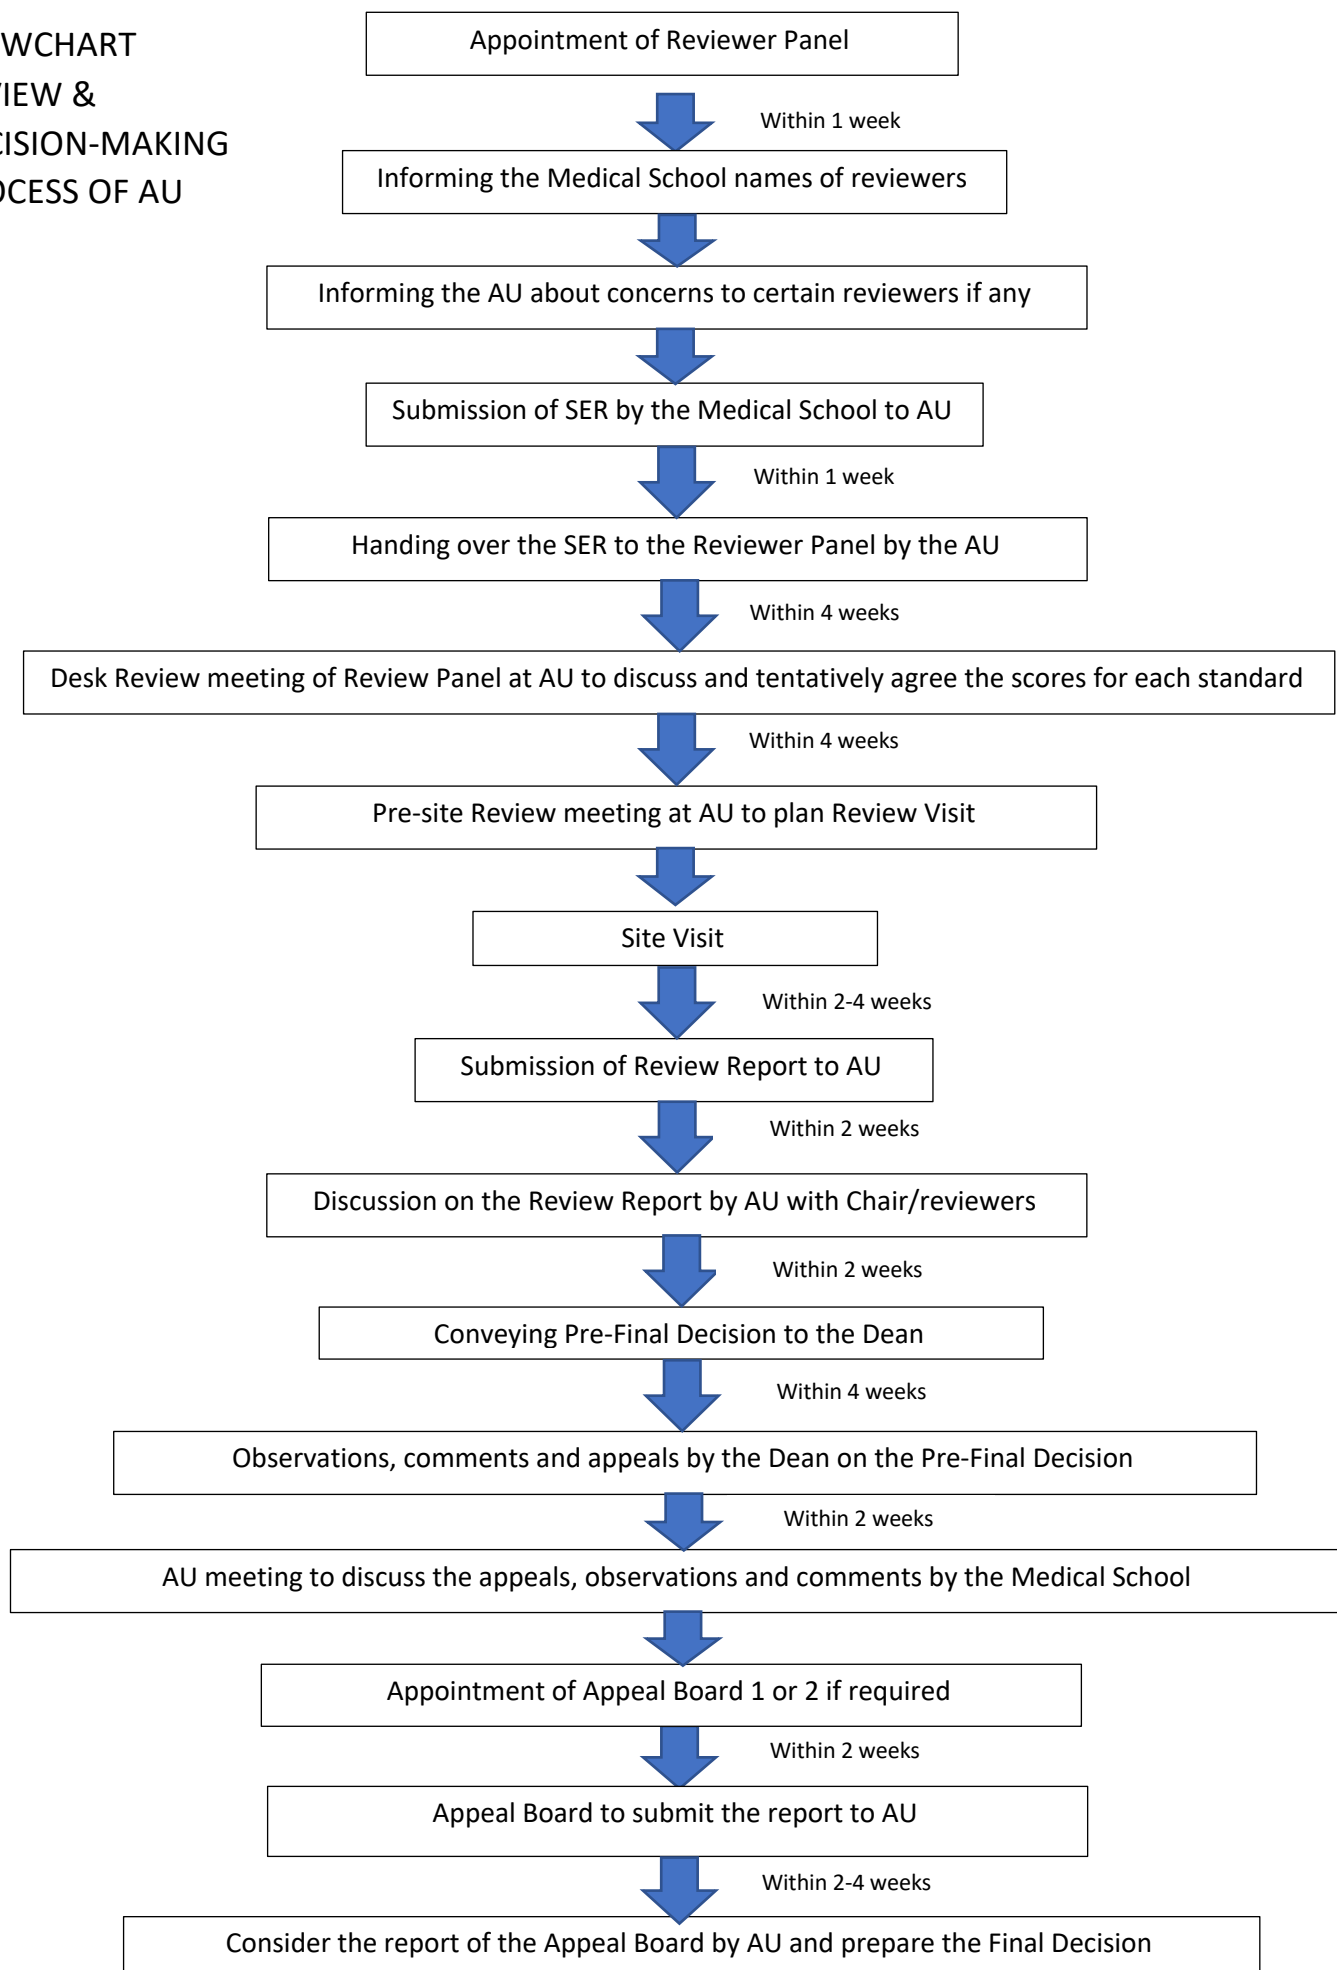 WCHART
VIEW &
CISION-MAKING
OCESS OF AU
Appointment of Reviewer Panel
Within 1 week
Informing the Medical School names of reviewers
Informing the AU about concerns to certain reviewers if any
Submission of SER by the Medical School to AU
Within 1 week
Handing over the SER to the Reviewer Panel by the AU
Within 4 weeks
Desk Review meeting of Review Panel at AU to discuss and tentatively agree the scores for each standard
Within 4 weeks
Pre-site Review meeting at AU to plan Review Visit
Site Visit
Within 2-4 weeks
Submission of Review Report to AU
Within 2 weeks
Discussion on the Review Report by AU with Chair/reviewers
Within 2 weeks
Conveying Pre-Final Decision to the Dean
Within 4 weeks
Observations, comments and appeals by the Dean on the Pre-Final Decision
Within 2 weeks
AU meeting to discuss the appeals, observations and comments by the Medical School
Appointment of Appeal Board 1 or 2 if required
Within 2 weeks
Appeal Board to submit the report to AU
Within 2-4 weeks
Consider the report of the Appeal Board by AU and prepare the Final Decision